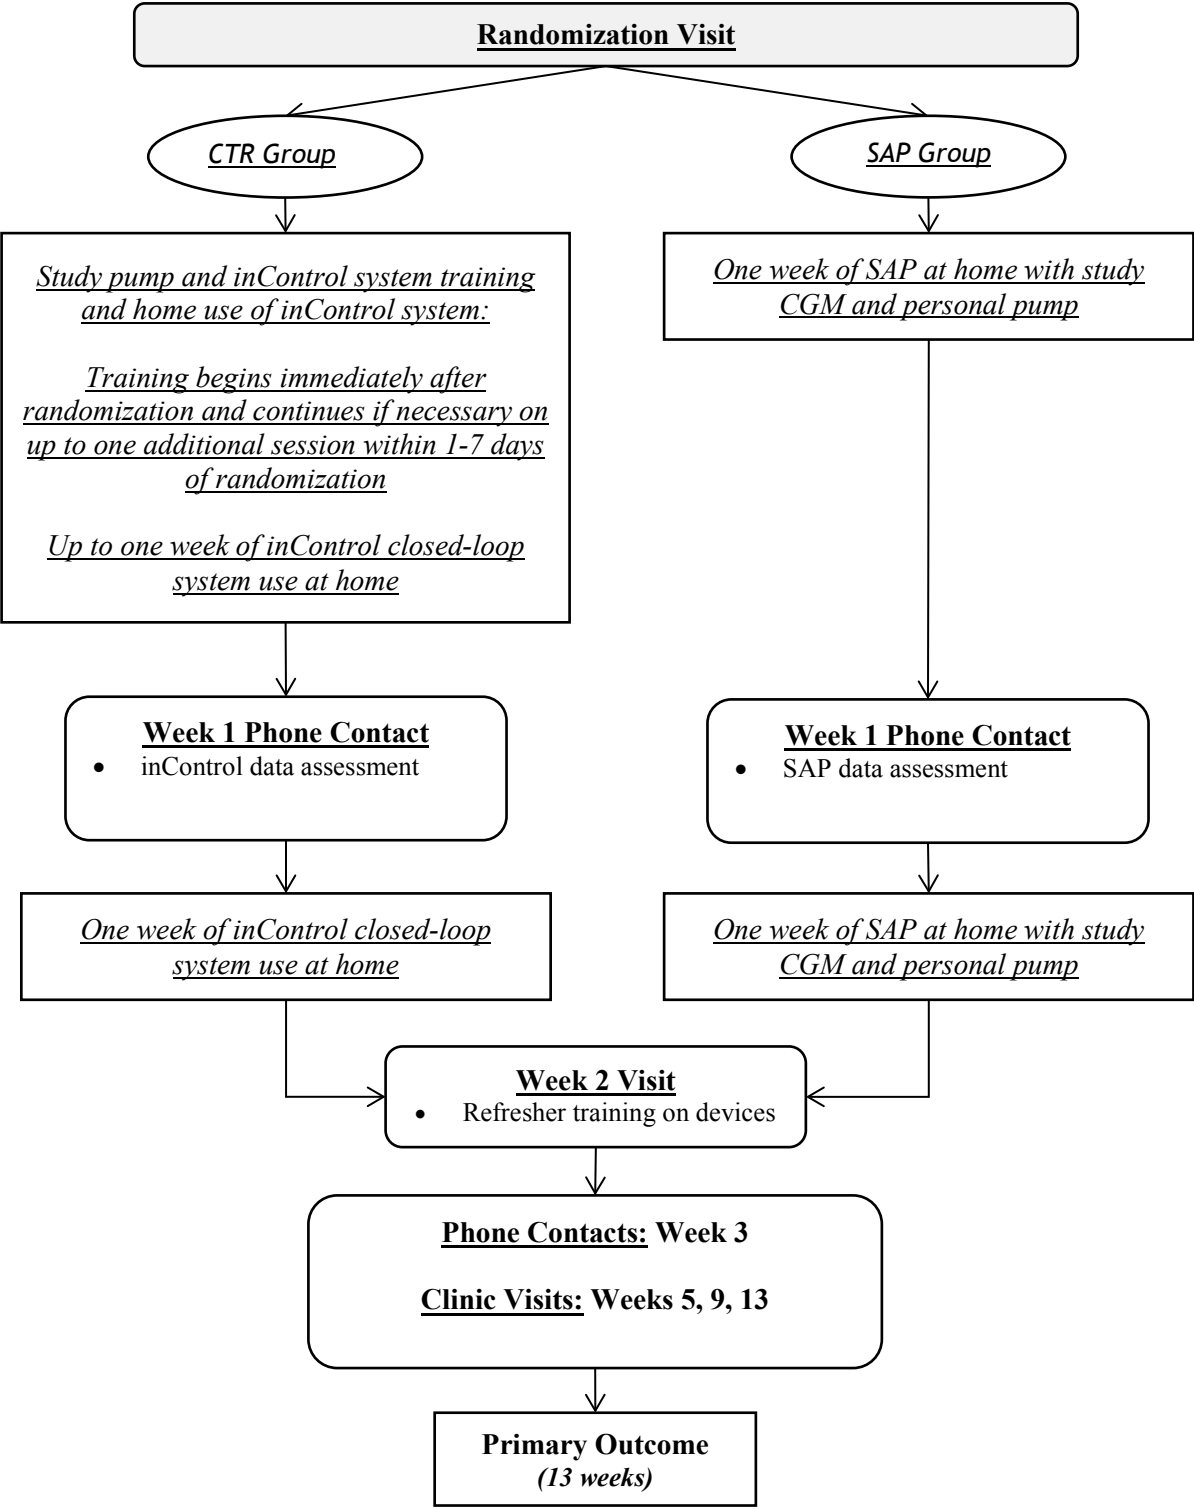 Randomization Visit
CTR Group
SAP Group
Study pump and inControl system training
and home use of inControl system:
Training begins immediately after
randomization and continues if necessary on
up to one additional session within 1-7 days
of randomization
Up to one week of inControl closed-loop
system use at home
One week of SAP at home with study
CGM and personal pump
Week 1 Phone Contact
• inControl data assessment
Week 1 Phone Contact
• SAP data assessment
One week of inControl closed-loop
system use at home
One week of SAP at home with study
CGM and personal pump
Week 2 Visit
• Refresher training on devices
Phone Contacts: Week 3
Clinic Visits: Weeks 5, 9, 13
Primary Outcome
(13 weeks)